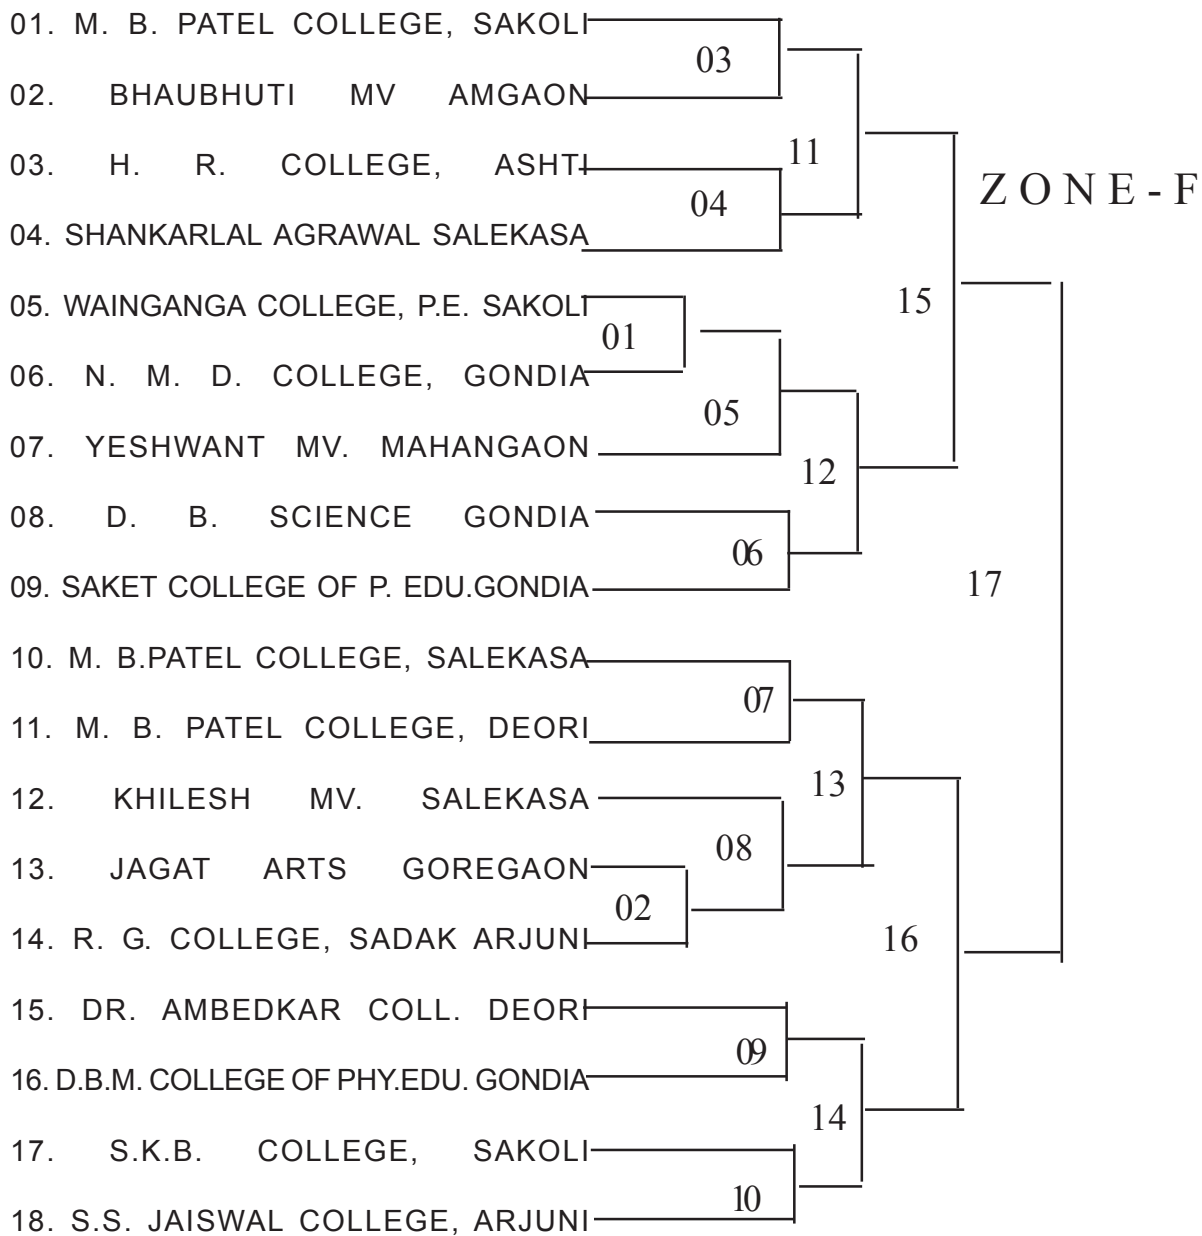 01. M. B. PATEL COLLEGE, SAKOLI
03
02. BHAUBHUTI MV AMGAON
11
03. H. R. COLLEGE, ASHTI
ZONE-F
04
04. SHANKARLAL AGRAWAL SALEKASA
05. WAINGANGA COLLEGE, P.E. SAKOLI
15
01
06. N. M. D. COLLEGE, GONDIA
05
07. YESHWANT MV. MAHANGAON
12
08. D. B. SCIENCE GONDIA
06
09. SAKET COLLEGE OF P. EDU.GONDIA
17
10. M. B.PATEL COLLEGE, SALEKASA
07
11. M. B. PATEL COLLEGE, DEORI
13
12. KHILESH MV. SALEKASA
08
13. JAGAT ARTS GOREGAON
02
14. R. G. COLLEGE, SADAK ARJUNI
16
15. DR. AMBEDKAR COLL. DEORI
09
16. D.B.M. COLLEGE OF PHY.EDU. GONDIA
14
17. S.K.B. COLLEGE, SAKOLI
10
18. S.S. JAISWAL COLLEGE, ARJUNI